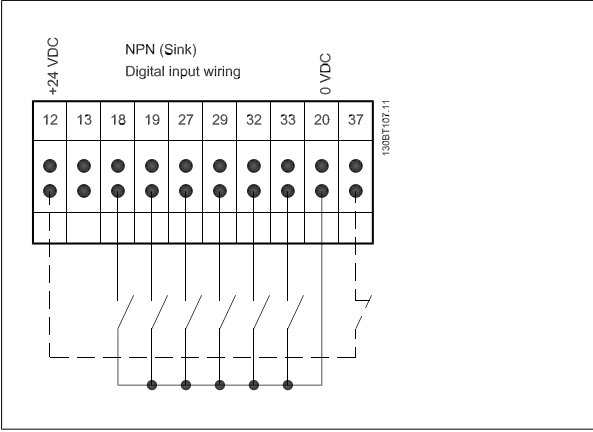 +24 VDC
NPN (Sink)
Digital input wiring
0 VDC
12 13 18 19 27 29 32 33 20 37
130BT107.11